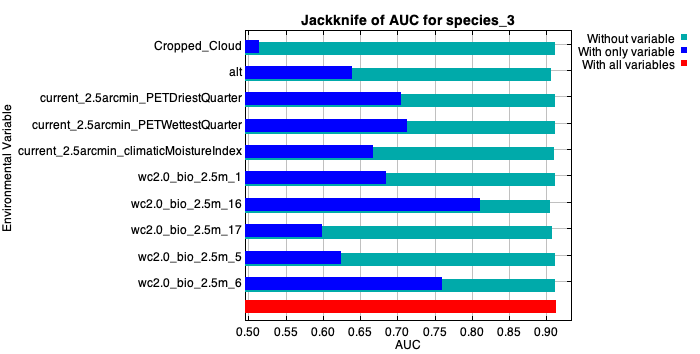 Jackknife of AUC for species_3
Without variable
With only variable
With all variables
Environmental Variable
Cropped_Cloud
alt
current_2.5arcmin_PETDriestQuarter
current_2.5arcmin_PETWettestQuarter
current_2.5arcmin_climaticMoistureIndex
wc2.0_bio_2.5m_1
wc2.0_bio_2.5m_16
wc2.0_bio_2.5m_17
wc2.0_bio_2.5m_5
wc2.0_bio_2.5m_6
0.50 0.55 0.60 0.65 0.70 0.75 0.80 0.85 0.90
AUC